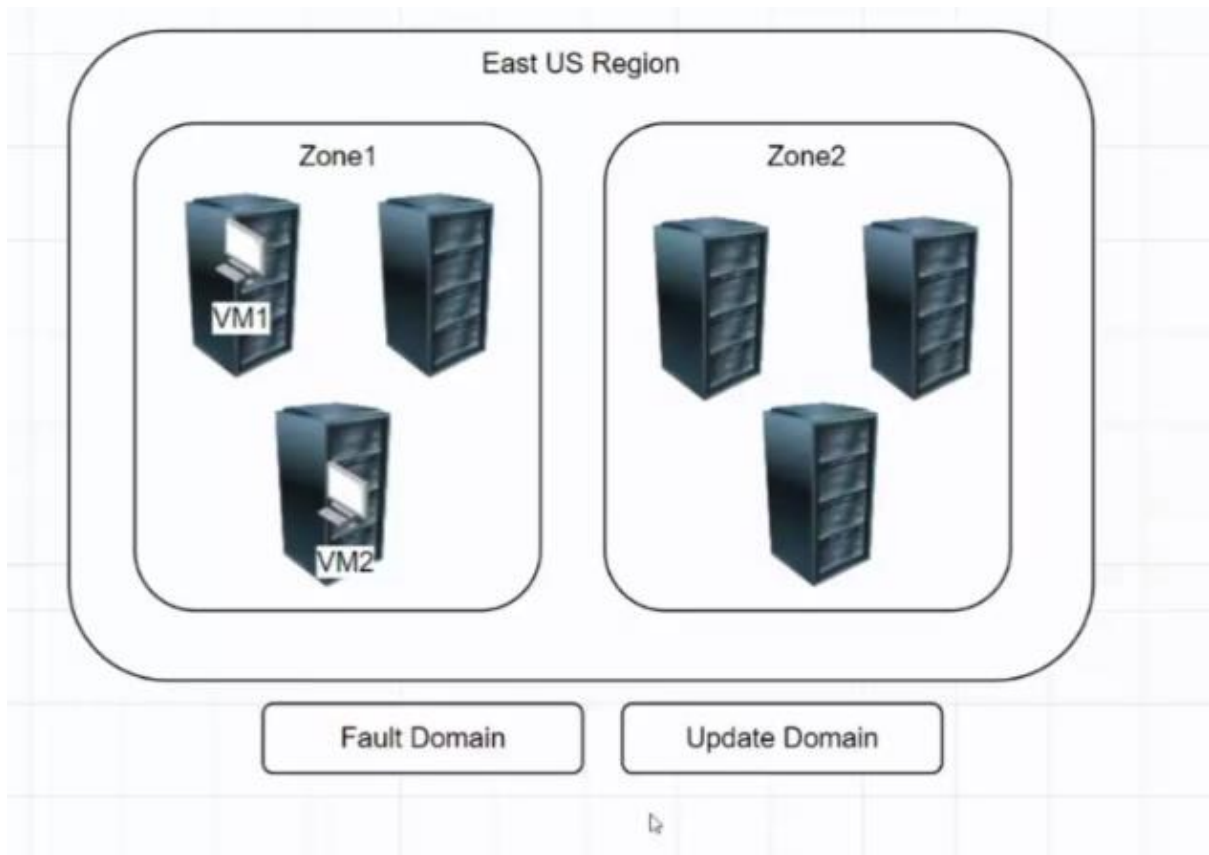 East US Region
Zone1
Zone2
VM1
VM2
Fault Domain
Update Domain